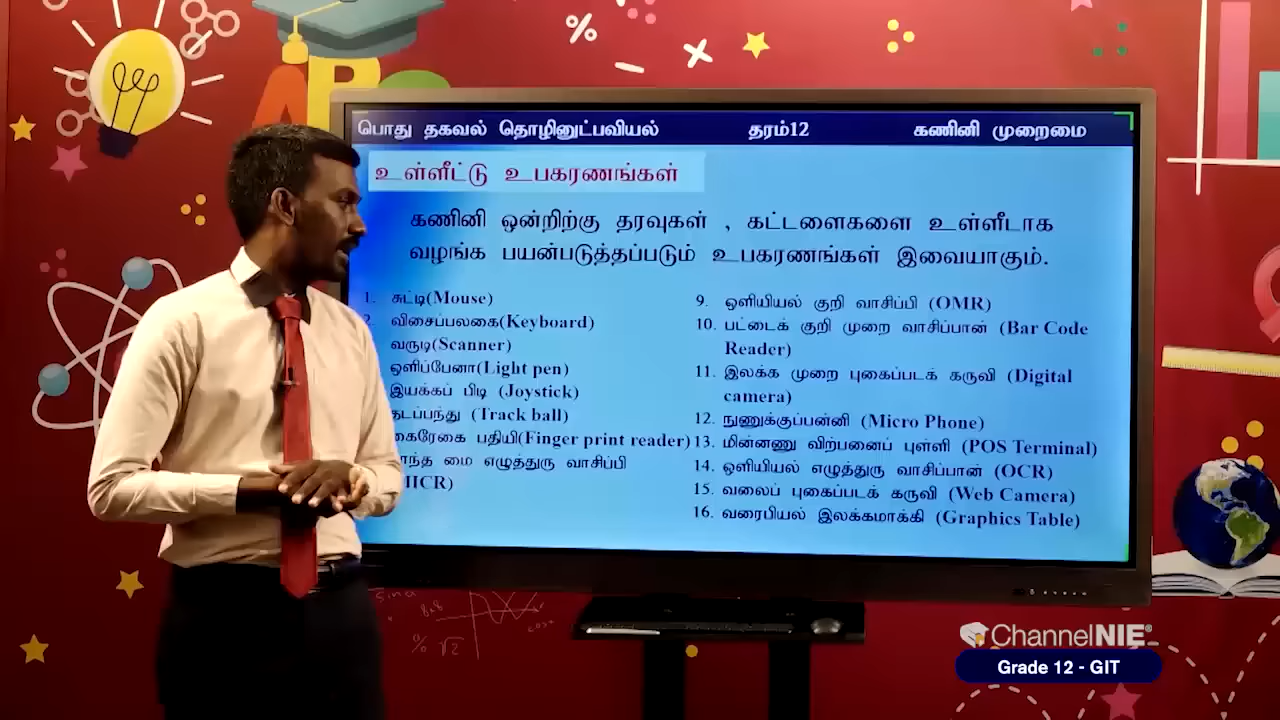 பொது தகவல் தொழினுட்பவியல் தரம்12 கணினி முறைமை
உள்ளீட்டு உபகரணங்கள்
கணினி ஒன்றிற்கு தரவுகள் , கட்டளைகளை உள்ளீடாக
வழங்க பயன்படுத்தப்படும் உபகரணங்கள் இவையாகும்.
1. சுட்டி(Mouse)
2. விசைப்பலகை(Keyboard)
வருடி(Scanner)
ஒளிப்பேனா(Light pen)
இயக்கப் பிடி (Joystick)
தடப்பந்து (Track ball)
கைரேகை பதியி(Finger print reader)
மை எழுத்துரு வாசிப்பி
9. ஒளியியல் குறி வாசிப்பி (OMR)
10. பட்டைக் குறி முறை வாசிப்பான் (Bar Code
Reader)
11. இலக்க முறை புகைப்படக் கருவி (Digital
camera)
12. நுணுக்குப்பன்னி (Micro Phone)
13. மின்னணு விற்பனைப் புள்ளி (POS Terminal)
14. ஒளியியல் எழுத்துரு வாசிப்பான் (OCR)
15. வலைப் புகைப்படக் கருவி (Web Camera)
16. வரைபியல் இலக்கமாக்கி (Graphics Table)
ChannelNIE®
Grade 12 - GIT